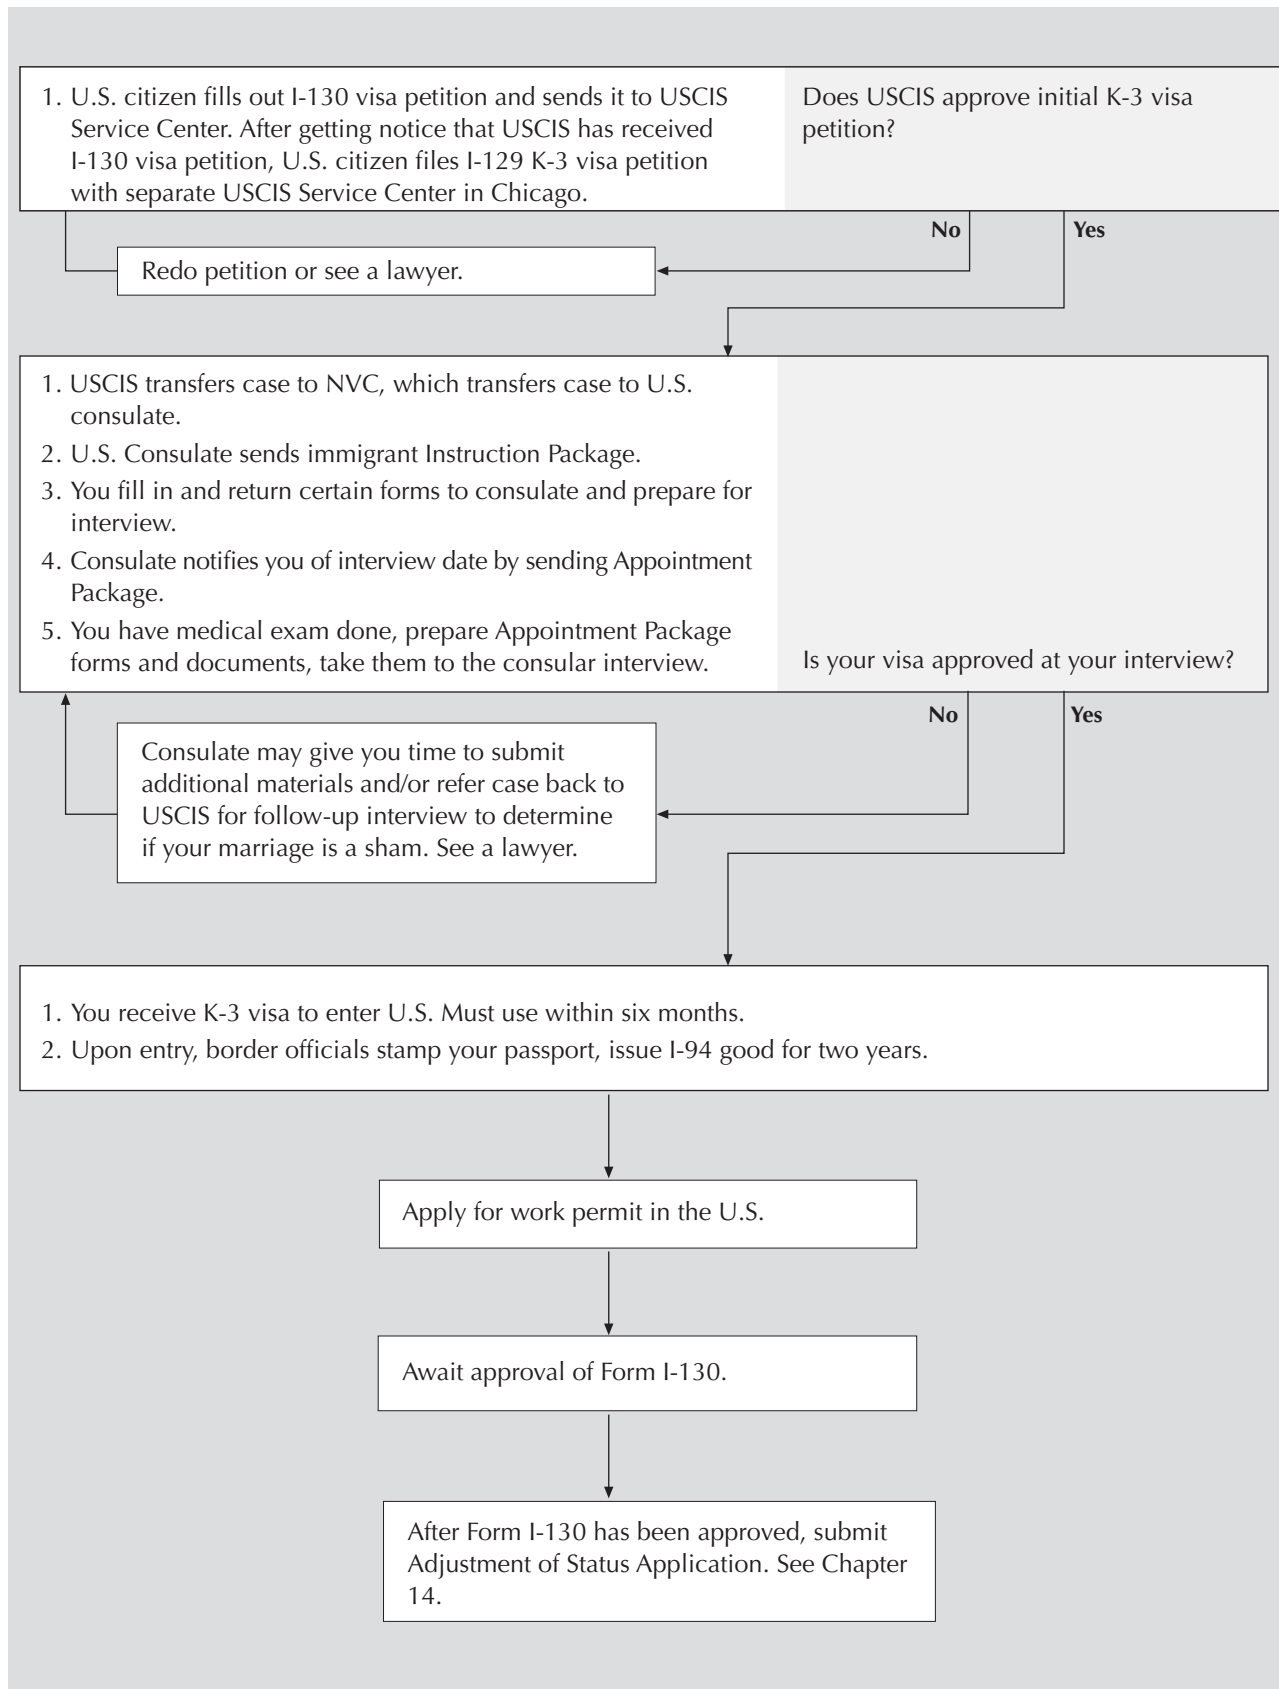 1. U.S. citizen fills out I-130 visa petition and sends it to USCIS
Service Center. After getting notice that USCIS has received
I-130 visa petition, U.S. citizen files I-129 K-3 visa petition
with separate USCIS Service Center in Chicago.
Does USCIS approve initial K-3 visa
petition?
No
Yes
Redo petition or see a lawyer.
1. USCIS transfers case to NVC, which transfers case to U.S.
consulate.
2. U.S. Consulate sends immigrant Instruction Package.
3. You fill in and return certain forms to consulate and prepare for
interview.
4. Consulate notifies you of interview date by sending Appointment
Package.
5. You have medical exam done, prepare Appointment Package
forms and documents, take them to the consular interview.
Is your visa approved at your interview?
No
Yes
Consulate may give you time to submit
additional materials and/or refer case back to
USCIS for follow-up interview to determine
if your marriage is a sham. See a lawyer.
1. You receive K-3 visa to enter U.S. Must use within six months.
2. Upon entry, border officials stamp your passport, issue I-94 good for two years.
Apply for work permit in the U.S.
Await approval of Form I-130.
After Form I-130 has been approved, submit
Adjustment of Status Application. See Chapter
14.